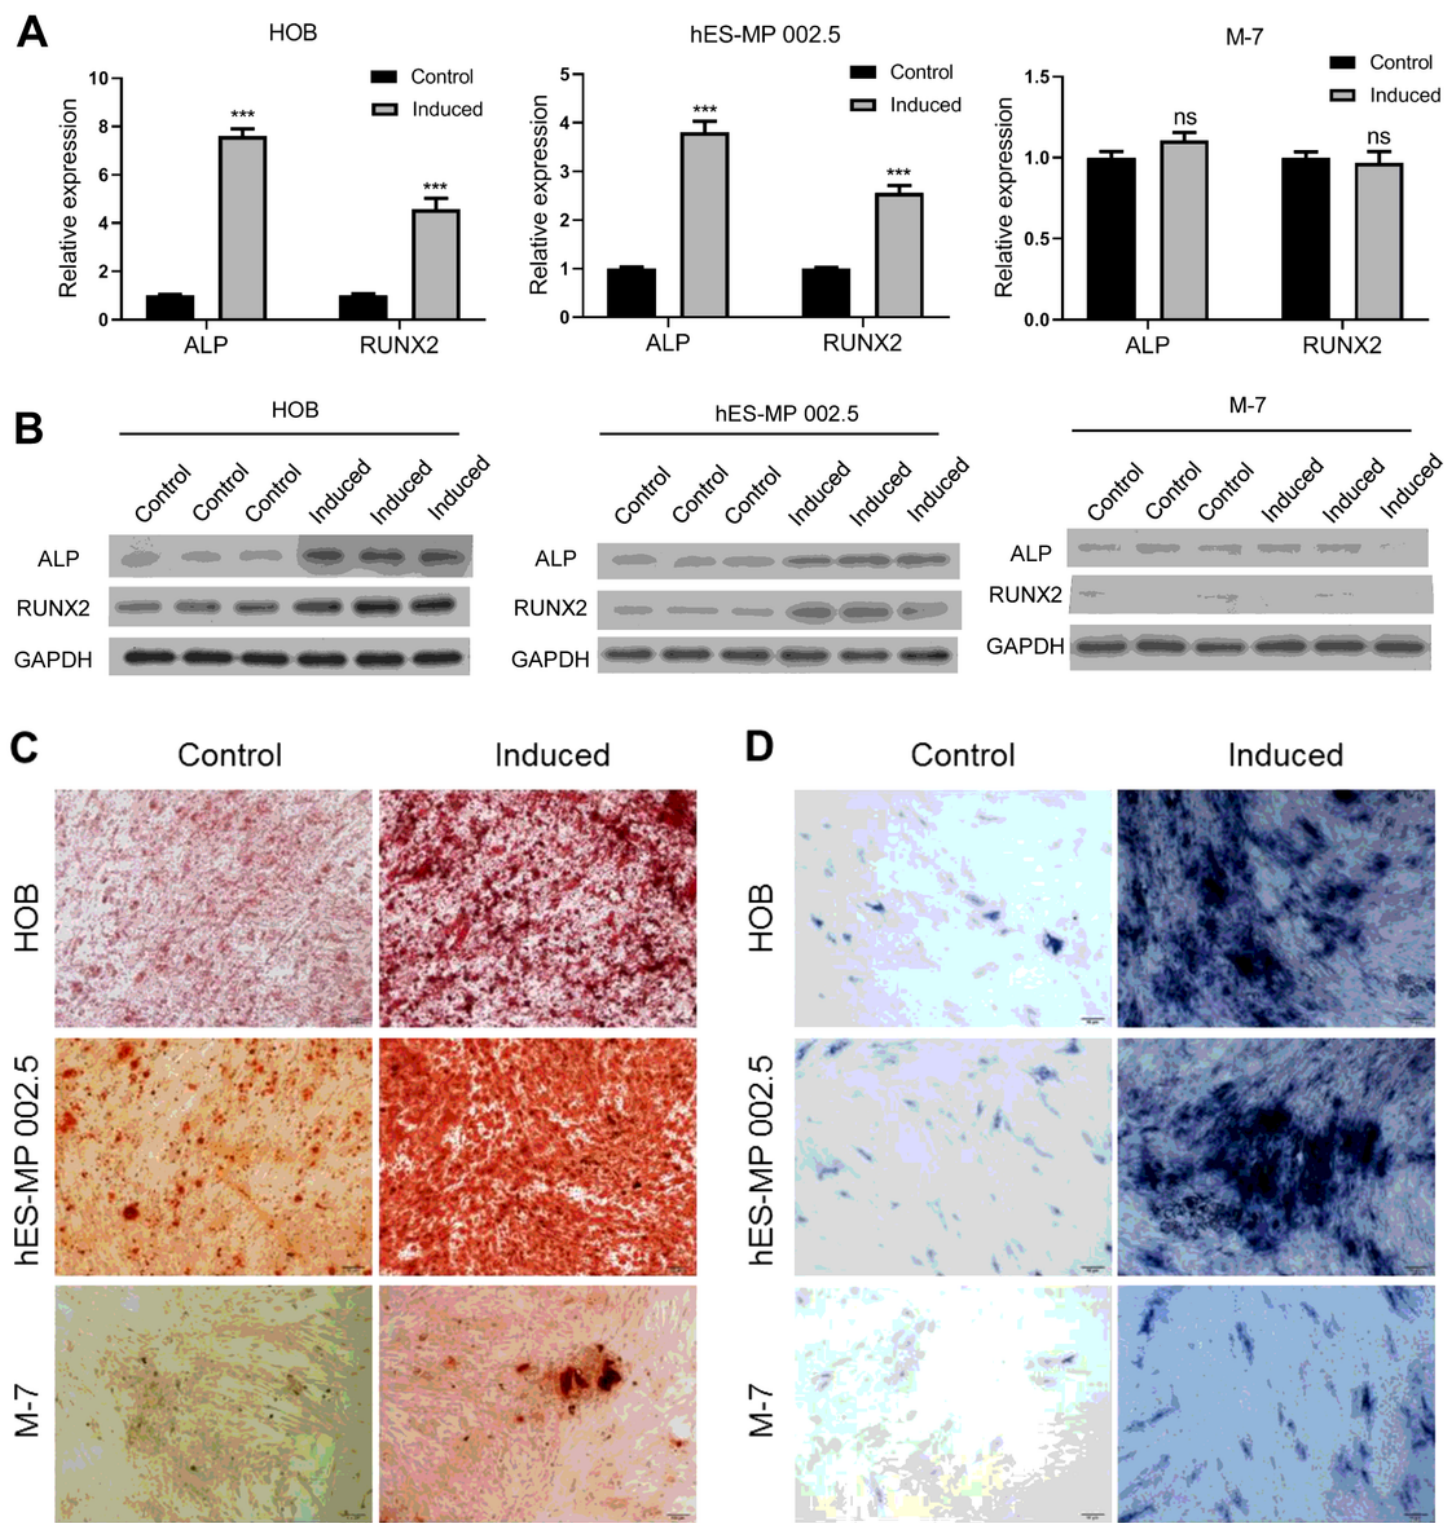 A
HOB
Control
Induced
Relative expression
10
8
6
4
2
0
***
***
ALP
RUNX2
hES-MP 002.5
Control
Induced
Relative expression
5
4
3
2
1
0
***
***
ALP
RUNX2
M-7
Control
Induced
Relative expression
1.5
1.0
0.5
0.0
ns
ns
ALP
RUNX2
B
HOB
Control
Control
Control
Induced
Induced
Induced
ALP
RUNX2
GAPDH
hES-MP 002.5
Control
Control
Control
Induced
Induced
Induced
ALP
RUNX2
GAPDH
M-7
Control
Control
Control
Induced
Induced
Induced
ALP
RUNX2
GAPDH
C
Control
Induced
HOB
hES-MP 002.5
M-7
D
Control
Induced
HOB
hES-MP 002.5
M-7